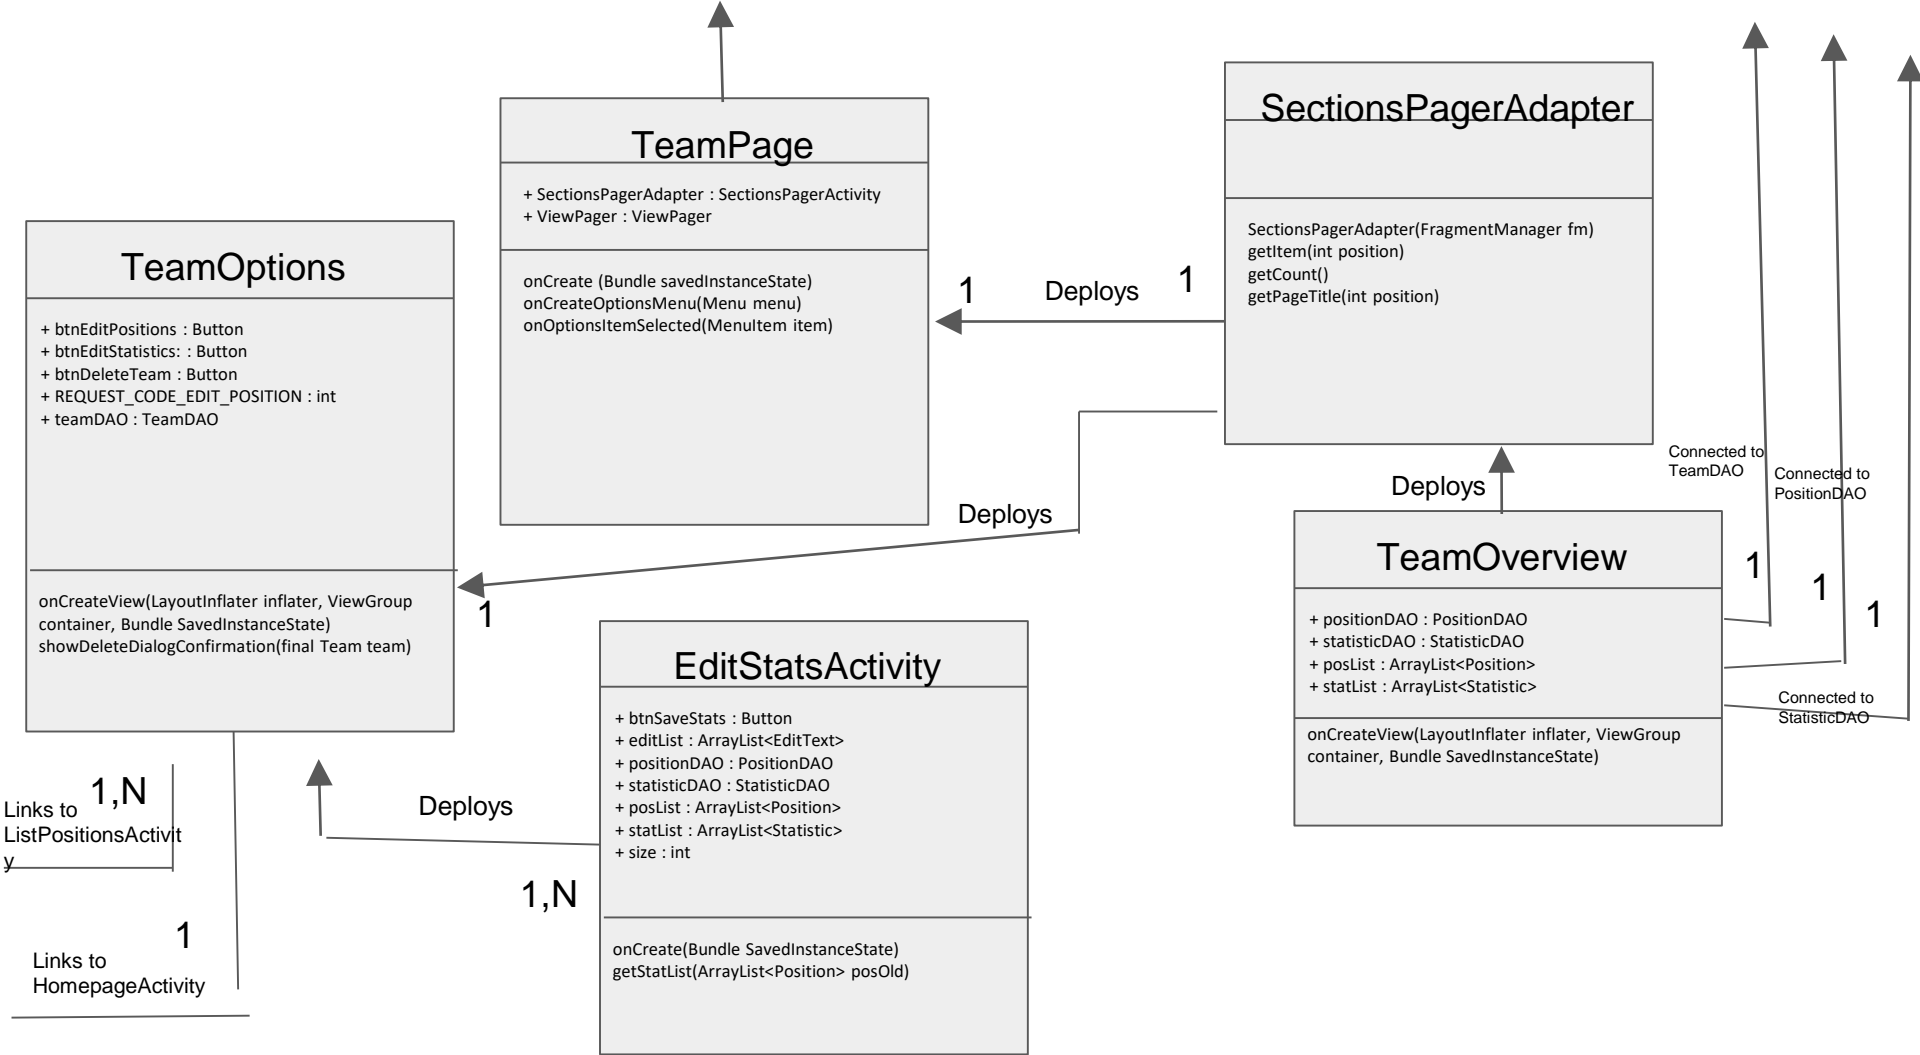 TeamPage
+ SectionsPagerAdapter : SectionsPagerActivity
+ ViewPager : ViewPager
onCreate (Bundle savedInstanceState)
onCreateOptionsMenu(Menu menu)
onOptionsItemSelected(MenuItem item)
SectionsPagerAdapter
SectionsPagerAdapter(FragmentManager fm)
getItem(int position)
getCount()
getPageTitle(int position)
1
Deploys
1
TeamOptions
+ btnEditPositions : Button
+ btnEditStatistics: : Button
+ btnDeleteTeam : Button
+ REQUEST_CODE_EDIT_POSITION : int
+ teamDAO : TeamDAO
onCreateView(LayoutInflater inflater, ViewGroup
container, Bundle SavedInstanceState)
showDeleteDialogConfirmation(final Team team)
Deploys
1
Deploys
Connected to
TeamDAO
Connected to
PositionDAO
TeamOverview
+ positionDAO : PositionDAO
+ statisticDAO : StatisticDAO
+ posList : ArrayList<Position>
+ statList : ArrayList<Statistic>
onCreateView(LayoutInflater inflater, ViewGroup
container, Bundle SavedInstanceState)
1
1
1
Connected to
StatisticDAO
EditStatsActivity
+ btnSaveStats : Button
+ editList : ArrayList<EditText>
+ positionDAO : PositionDAO
+ statisticDAO : StatisticDAO
+ posList : ArrayList<Position>
+ statList : ArrayList<Statistic>
+ size : int
onCreate(Bundle SavedInstanceState)
getStatList(ArrayList<Position> posOld)
Deploys
1,N
1,N
Links to
ListPositionsActivit
y
1
Links to
HomepageActivity